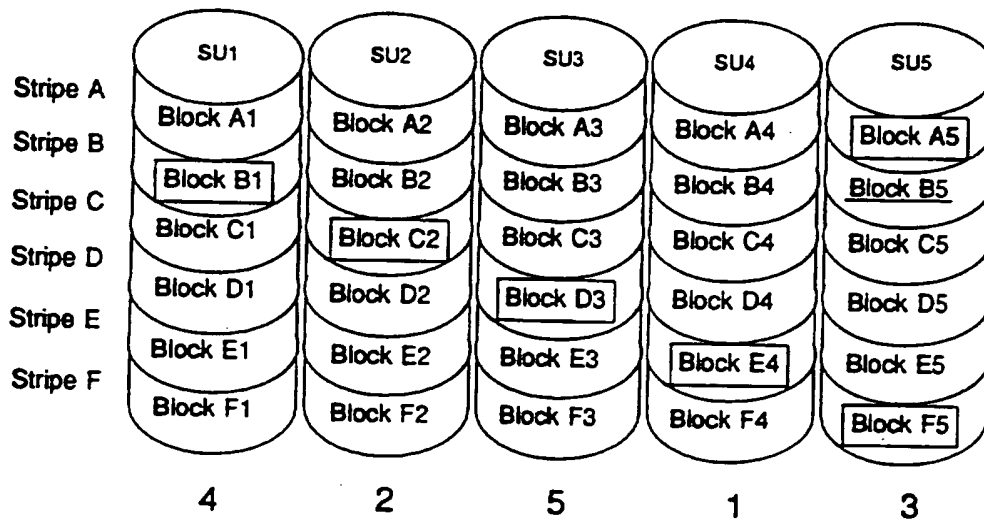 SU1 SU2 SU3 SU4 SU5
Stripe A
Block A1 Block A2 Block A3 Block A4 Block A5
Stripe B
Block B1 Block B2 Block B3 Block B4 Block B5
Stripe C
Block C1 Block C2 Block C3 Block C4 Block C5
Stripe D
Block D1 Block D2 Block D3 Block D4 Block D5
Stripe E
Block E1 Block E2 Block E3 Block E4 Block E5
Stripe F
Block F1 Block F2 Block F3 Block F4 Block F5
4 2 5 1 3